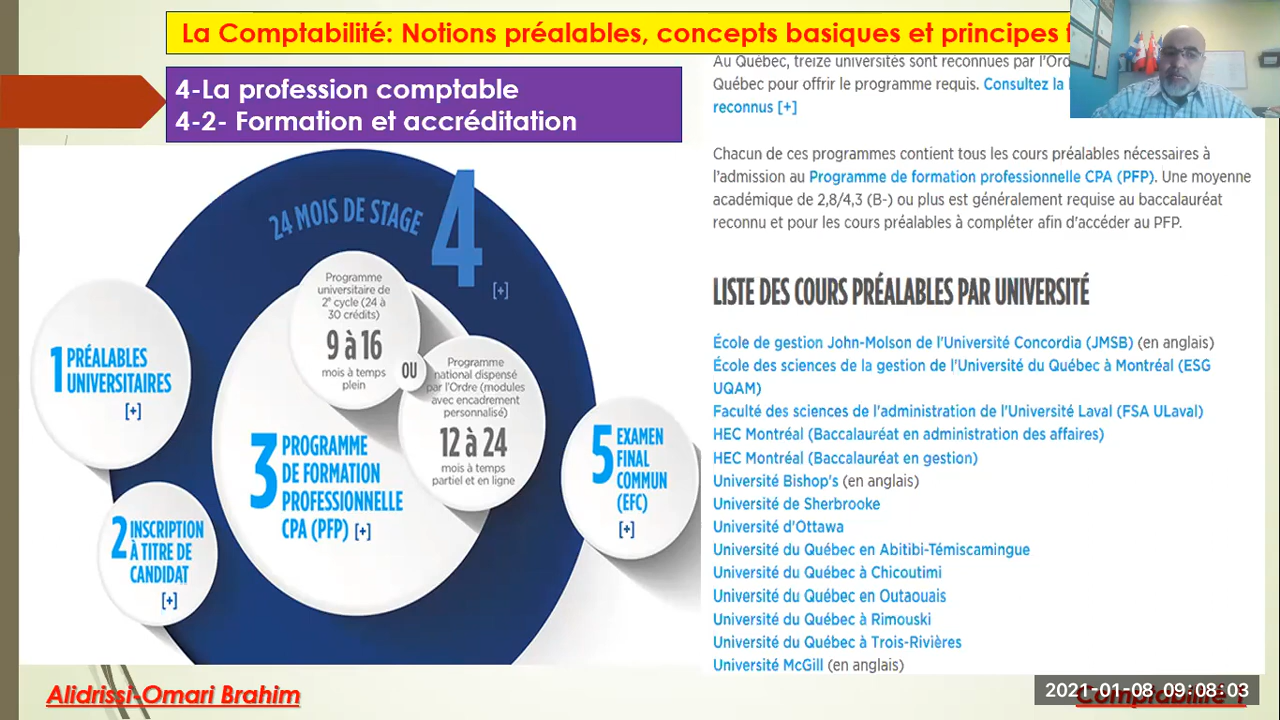 La Comptabilité: Notions préalables, concepts basiques et principes
4-La profession comptable
4-2- Formation et accréditation
24 MOIS DE STAGE
4
[+]
1 PRÉALABLES
UNIVERSITAIRES
[+]
2 INSCRIPTION
À TITRE DE
CANDIDAT
[+]
Programme
universitaire de
2e cycle (24 à
30 crédits)
9 à 16
mois à temps
plein
OU
Programme
national dispensé
par l'Ordre (modules
avec encadrement
personnalisé)
12 à 24
mois à temps
partiel et en ligne
3 PROGRAMME
DE FORMATION
PROFESSIONNELLE
CPA (PFP) [+]
5 EXAMEN
FINAL
COMMUN
(EFC)
[+]
Au Québec, treize universités sont reconnues par
Québec pour offrir le programme requis. Consultez la
reconnus [+]
Chacun de ces programmes contient tous les cours préalables nécessaires à
l'admission au Programme de formation professionnelle CPA (PFP). Une moyenne
académique de 2,8/4,3 (B-) ou plus est généralement requise au baccalauréat
reconnu et pour les cours préalables à compléter afin d'accéder au PFP.
LISTE DES COURS PRÉALABLES PAR UNIVERSITÉ
École de gestion John-Molson de l'Université Concordia (JMSB) (en anglais)
École des sciences de la gestion de l'Université du Québec à Montréal (ESG
UQAM)
Faculté des sciences de l'administration de l'Université Laval (FSA ULaval)
HEC Montréal (Baccalauréat en administration des affaires)
HEC Montréal (Baccalauréat en gestion)
Université Bishop's (en anglais)
Université de Sherbrooke
Université d'Ottawa
Université du Québec en Abitibi-Témiscamingue
Université du Québec à Chicoutimi
Université du Québec en Outaouais
Université du Québec à Rimouski
Université du Québec à Trois-Rivières
Université McGill (en anglais)
Alidrissi-Omari Brahim
2021-01-08 09:08:03
Comptabilité 1